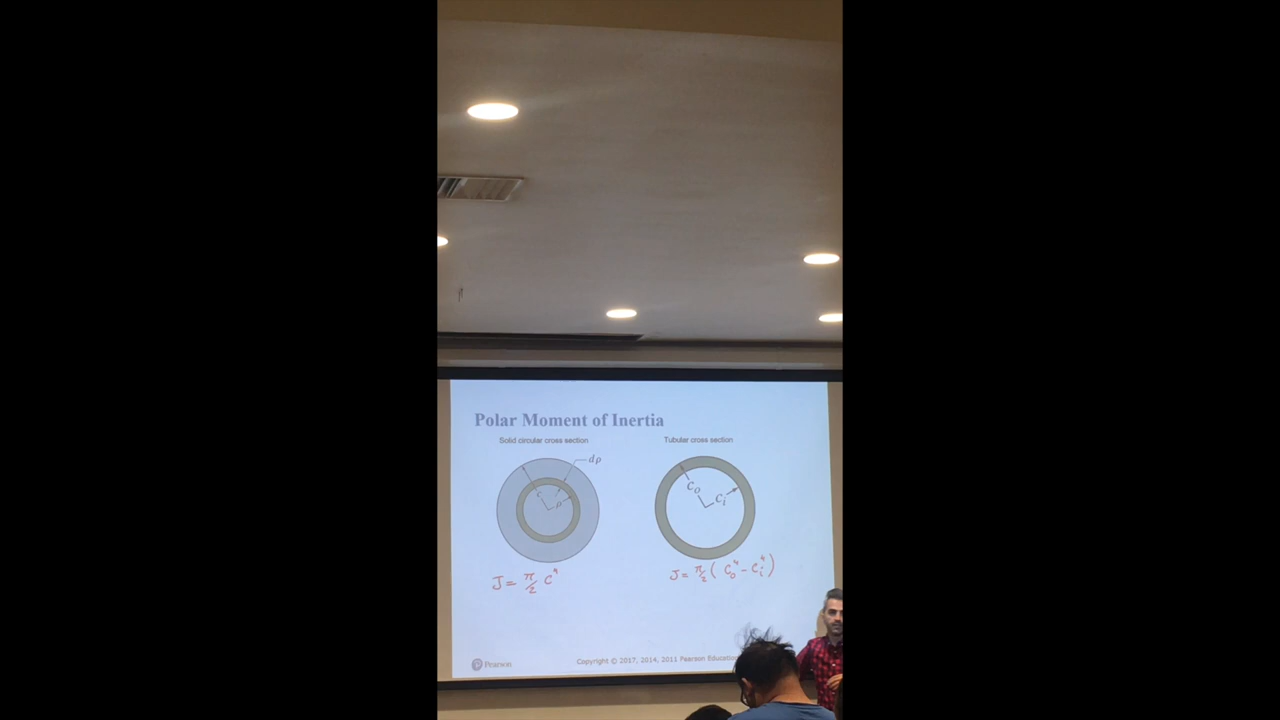 Polar Moment of Inertia
Solid circular cross section
Tubular cross section
dρ
c
ρ
c₀
cᵢ
J = π/2 c⁴
J = π/2 ( c₀⁴ - cᵢ⁴ )
Pearson
Copyright © 2017, 2014, 2011 Pearson Education